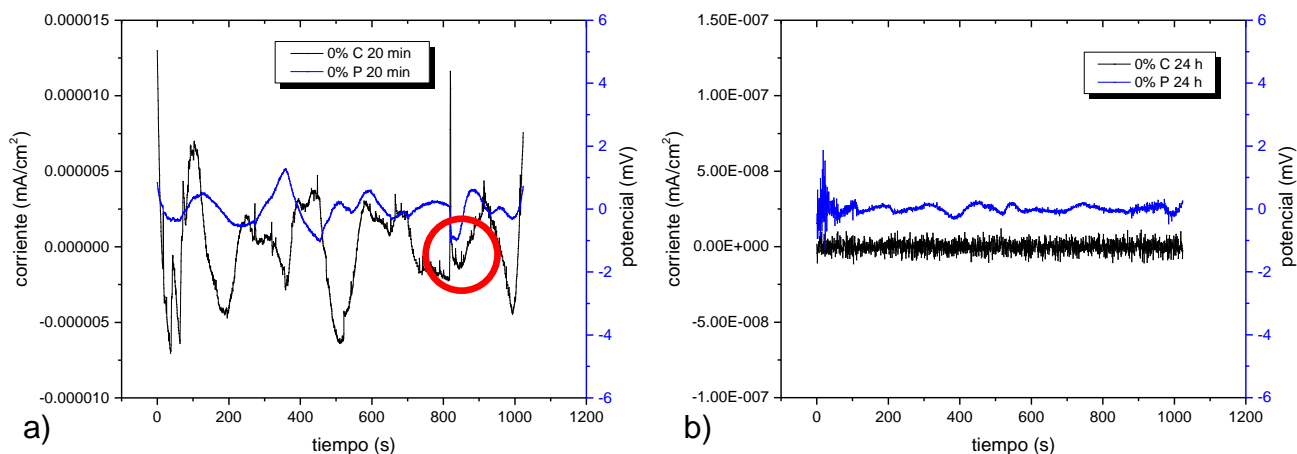 0% C 20 min
0% P 20 min
0.000015
0.000010
0.000005
0.000000
-0.000005
-0.000010
corriente (mA/cm²)
6
4
2
0
-2
-4
-6
potencial (mV)
0 200 400 600 800 1000 1200
tiempo (s)
a)
0% C 24 h
0% P 24 h
1.50E-007
1.00E-007
5.00E-008
0.00E+000
-5.00E-008
-1.00E-007
corriente (mA/cm²)
6
4
2
0
-2
-4
-6
potencial (mV)
0 200 400 600 800 1000 1200
tiempo (s)
b)